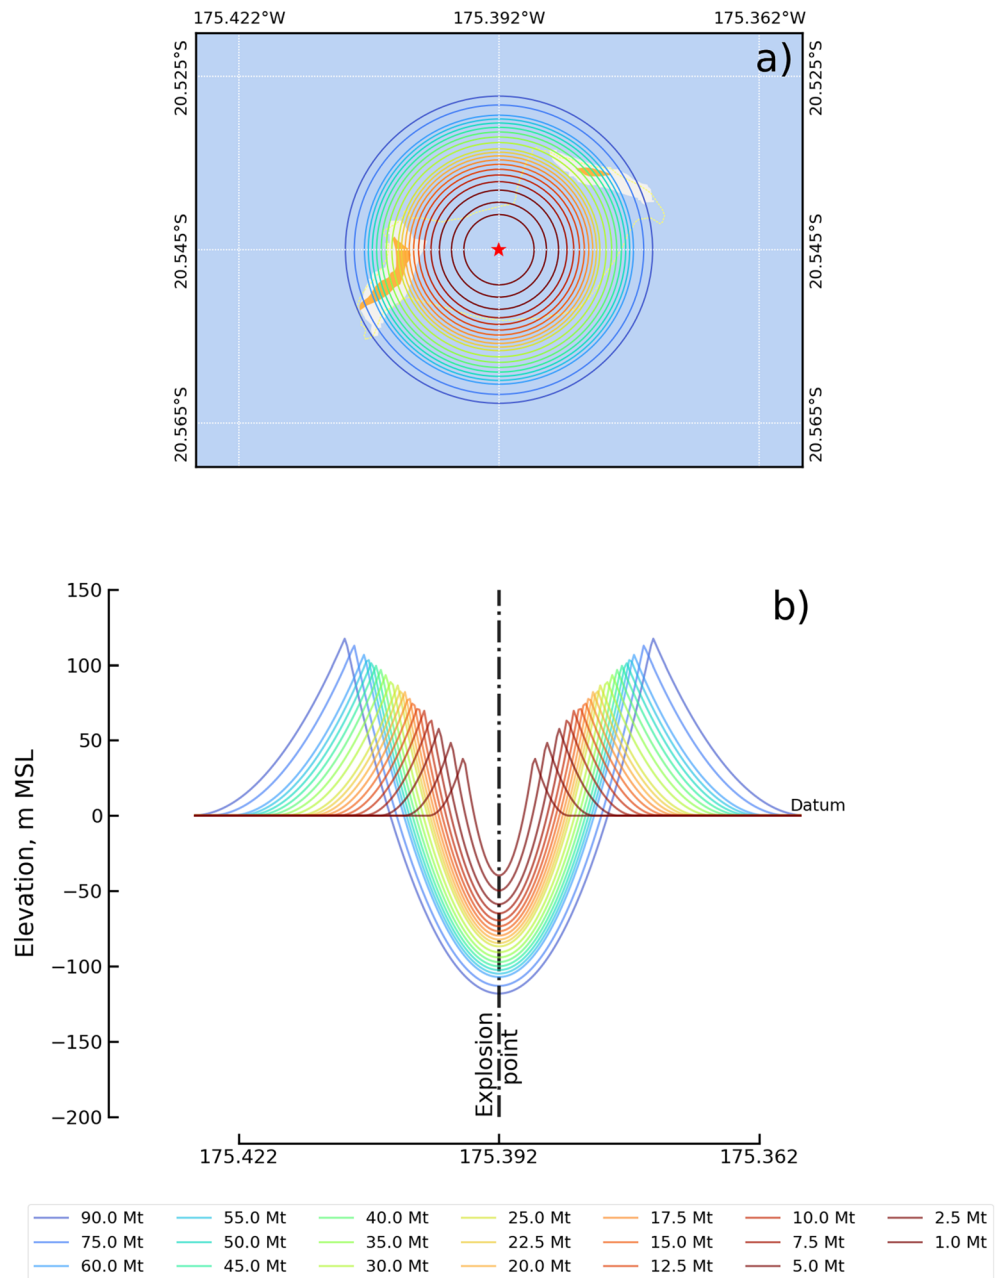 175.422°W 175.392°W 175.362°W
a)
20.525°S 20.525°S
20.545°S 20.545°S
20.565°S 20.565°S
b)
150
100
50
0
−50
−100
−150
−200
Elevation, m MSL
Datum
Explosion
point
175.422 175.392 175.362
90.0 Mt 55.0 Mt 40.0 Mt 25.0 Mt 17.5 Mt 10.0 Mt 2.5 Mt
75.0 Mt 50.0 Mt 35.0 Mt 22.5 Mt 15.0 Mt 7.5 Mt 1.0 Mt
60.0 Mt 45.0 Mt 30.0 Mt 20.0 Mt 12.5 Mt 5.0 Mt